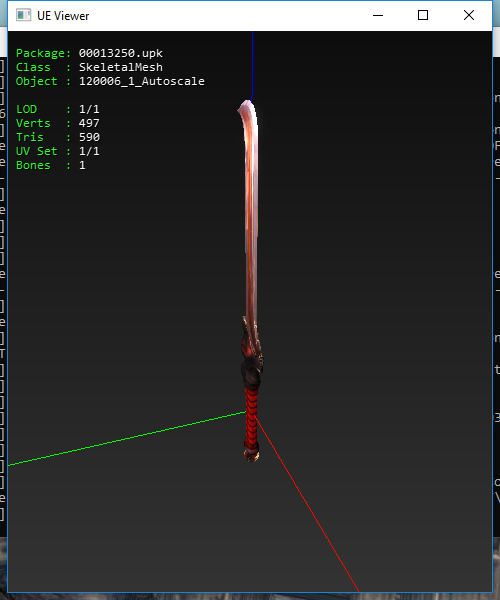 UE Viewer
Package: 00013250.upk
Class : SkeletalMesh
Object : 120006_1_Autoscale
LOD : 1/1
Verts : 497
Tris : 590
UV Set : 1/1
Bones : 1